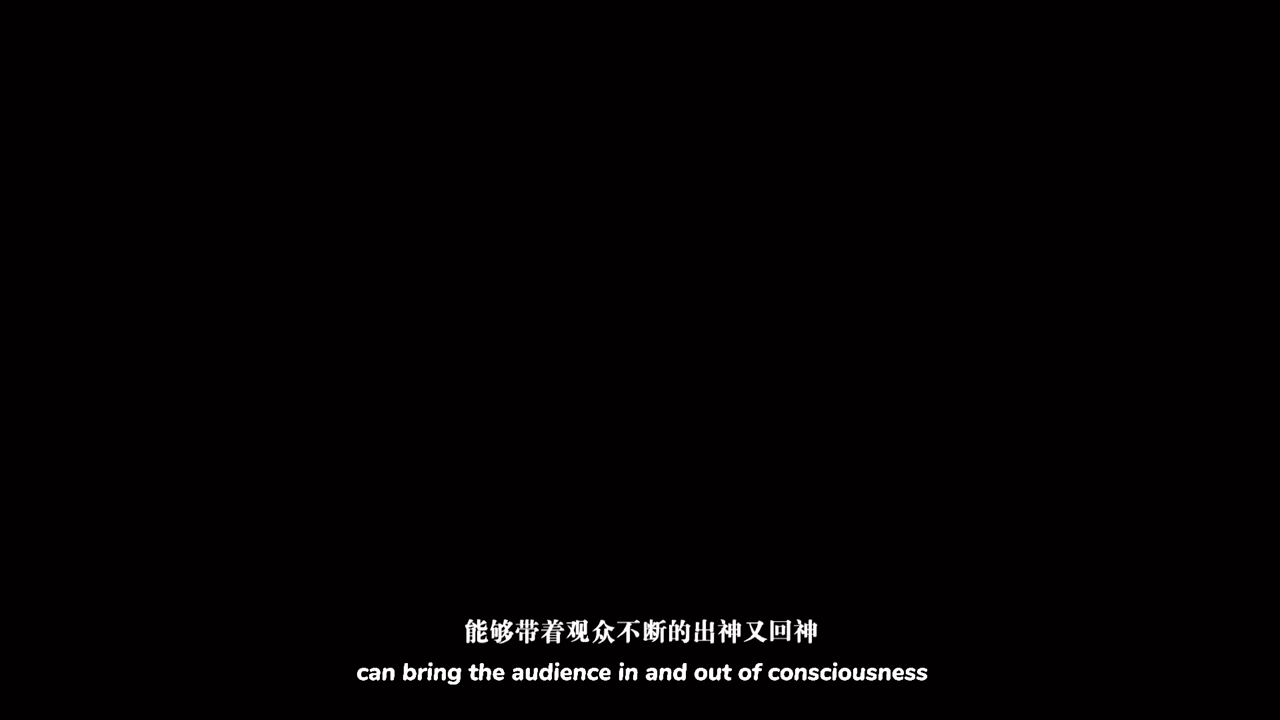 能够带着观众不断的出神又回神
can bring the audience in and out of consciousness